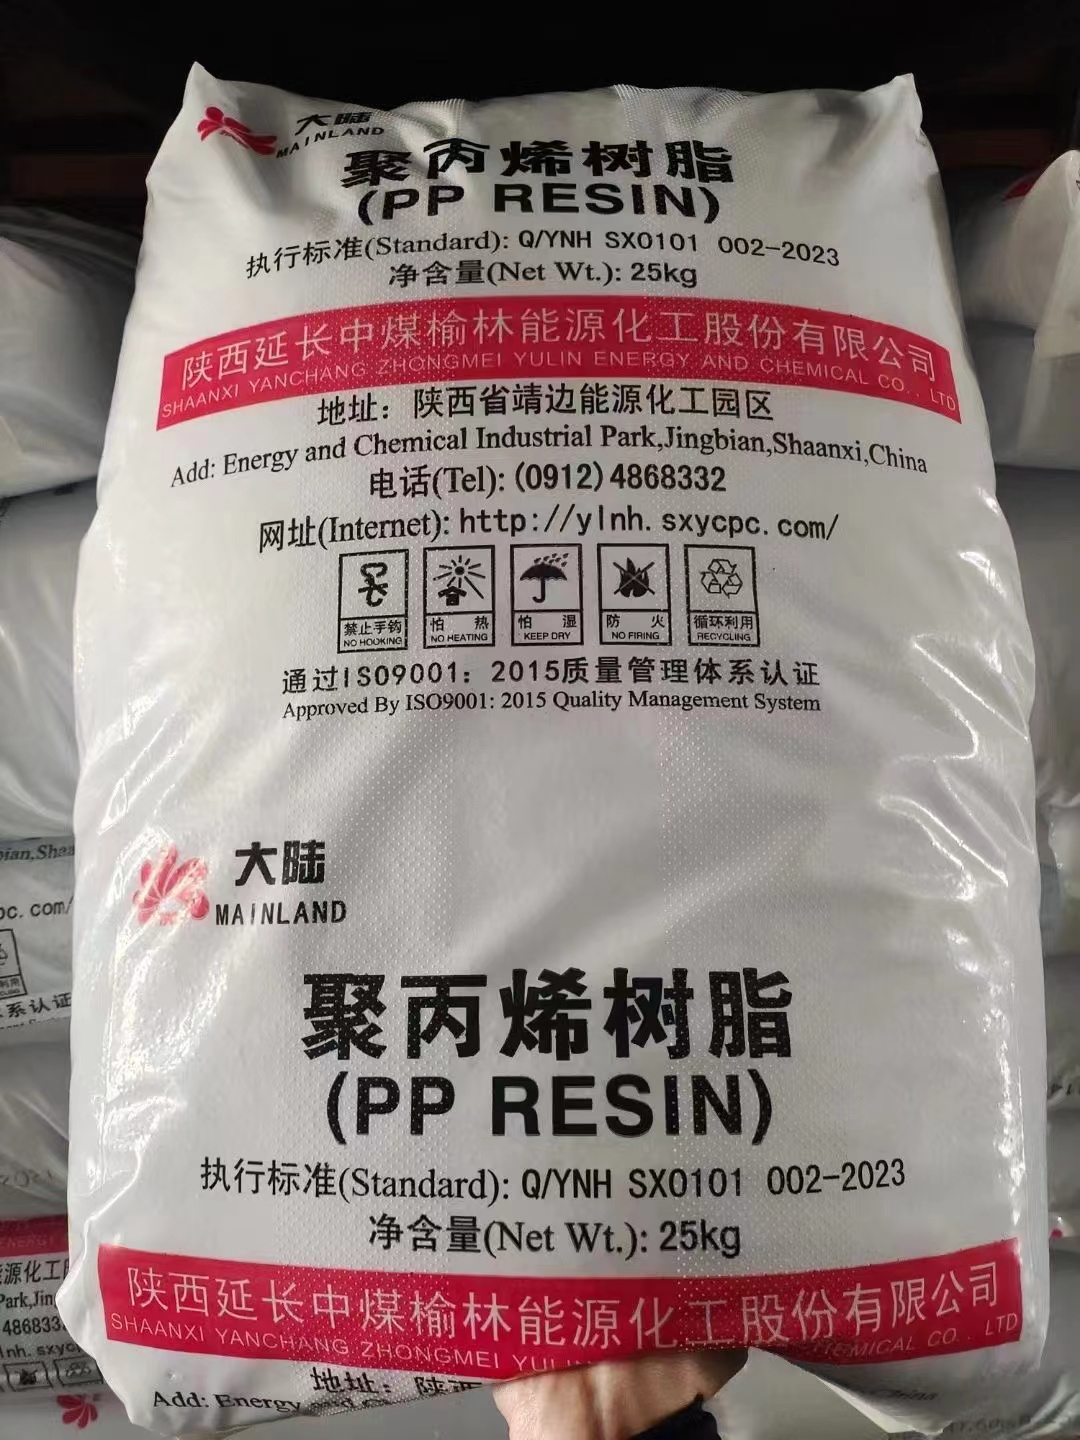 大陆
MAINLAND
聚丙烯树脂
(PP RESIN)
执行标准(Standard): Q/YNH SX0101 002-2023
净含量(Net Wt.): 25kg
陕西延长中煤榆林能源化工股份有限公司
SHAANXI YANCHANG ZHONGMEI YULIN ENERGY AND CHEMICAL CO., LTD
地址: 陕西省靖边能源化工园区
Add: Energy and Chemical Industrial Park,Jingbian,Shaanxi,China
电话(Tel): (0912)4868332
网址(Internet): http://ylnh.sxycpc.com/
禁止手钩 怕热 怕湿 防火 循环利用
NO HOOKING NO HEATING KEEP DRY NO FIRING RECYCLING
通过ISO9001: 2015质量管理体系认证
Approved By ISO9001: 2015 Quality Management System
大陆
MAINLAND
聚丙烯树脂
(PP RESIN)
执行标准(Standard): Q/YNH SX0101 002-2023
净含量(Net Wt.): 25kg
陕西延长中煤榆林能源化工股份有限公司
SHAANXI YANCHANG ZHONGMEI YULIN CHEMICAL CO., LTD
地址: 陕西
Add: Energy and